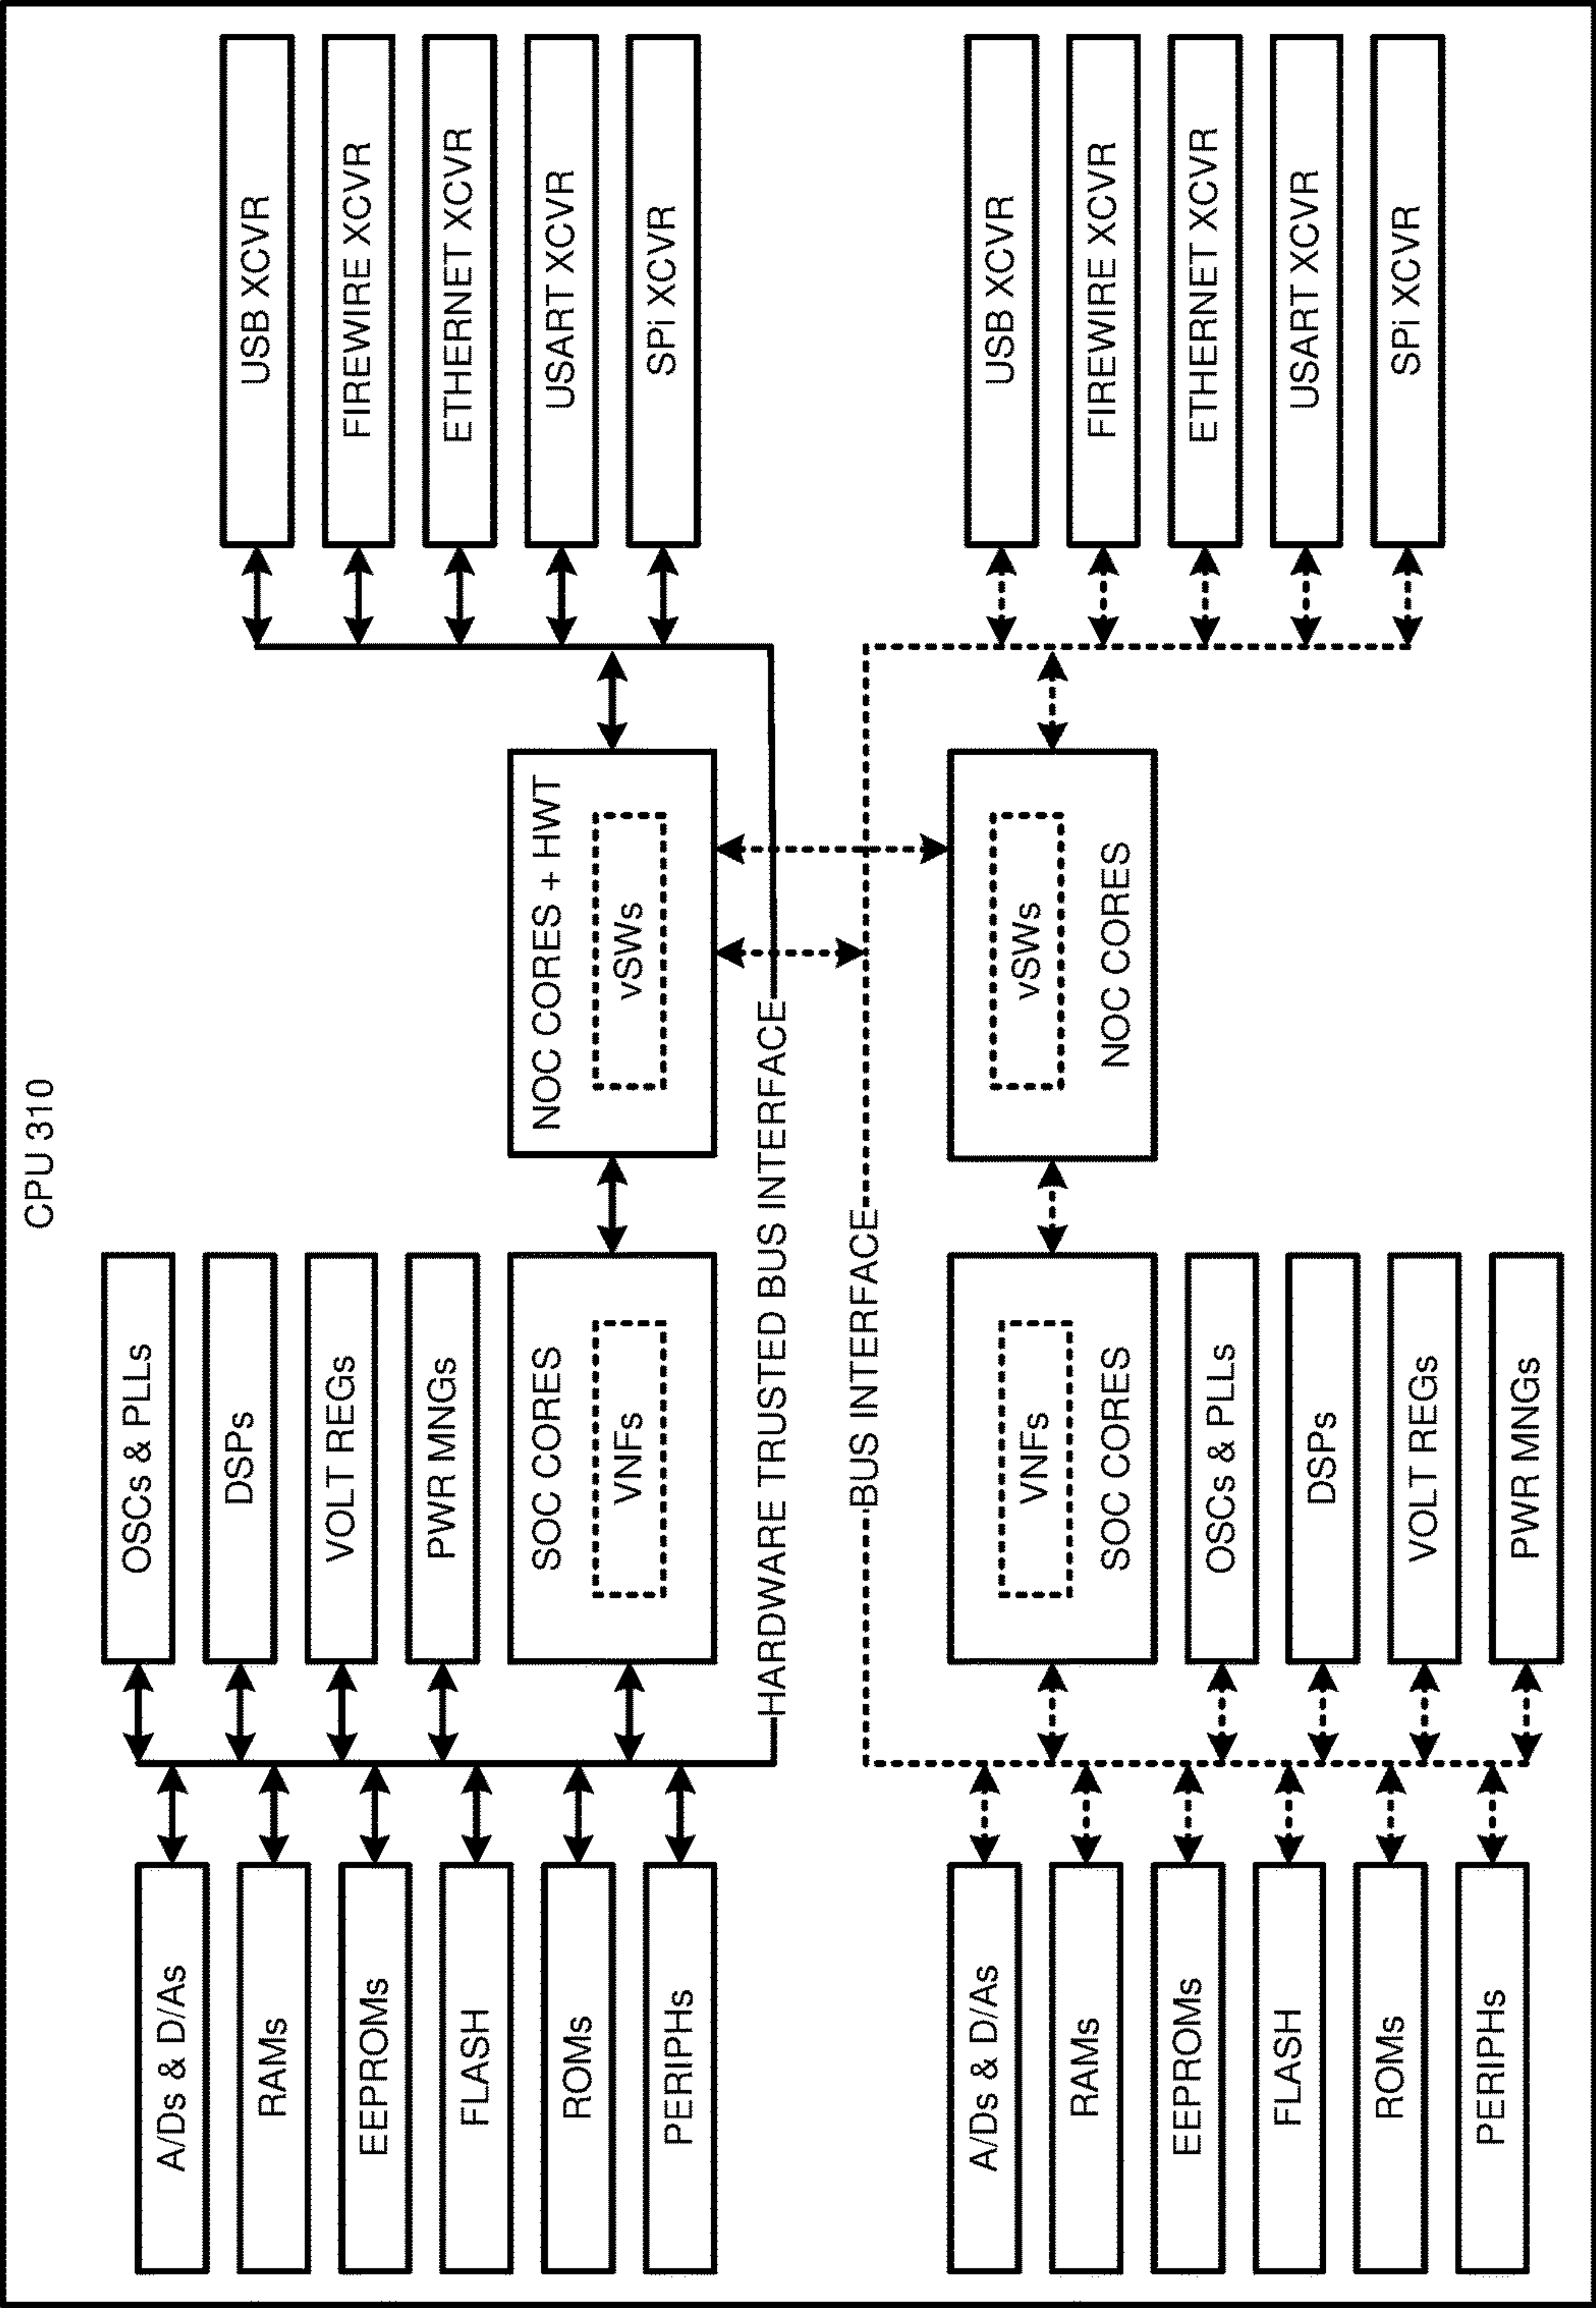 CPU 310
OSCs & PLLs
DSPs
VOLT REGs
PWR MNGs
A/Ds & D/As
RAMs
EEPROMs
FLASH
ROMs
PERIPHs
SOC CORES
VNFs
NOC CORES + HWT
vSWs
USB XCVR
FIREWIRE XCVR
ETHERNET XCVR
USART XCVR
SPi XCVR
HARDWARE TRUSTED BUS INTERFACE
BUS INTERFACE
A/Ds & D/As
RAMs
EEPROMs
FLASH
ROMs
PERIPHs
VNFs
SOC CORES
OSCs & PLLs
DSPs
VOLT REGs
PWR MNGs
vSWs
NOC CORES
USB XCVR
FIREWIRE XCVR
ETHERNET XCVR
USART XCVR
SPi XCVR